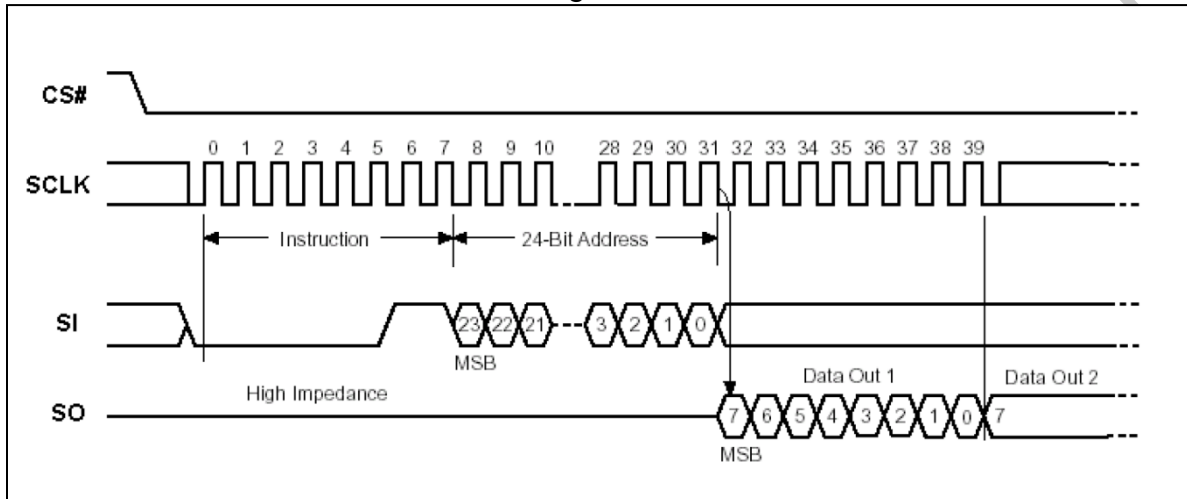 CS#
0 1 2 3 4 5 6 7 8 9 10 28 29 30 31 32 33 34 35 36 37 38 39
SCLK
Instruction 24-Bit Address
SI 23 22 21 3 2 1 0
MSB
High Impedance Data Out 1 Data Out 2
SO 7 6 5 4 3 2 1 0 7
MSB